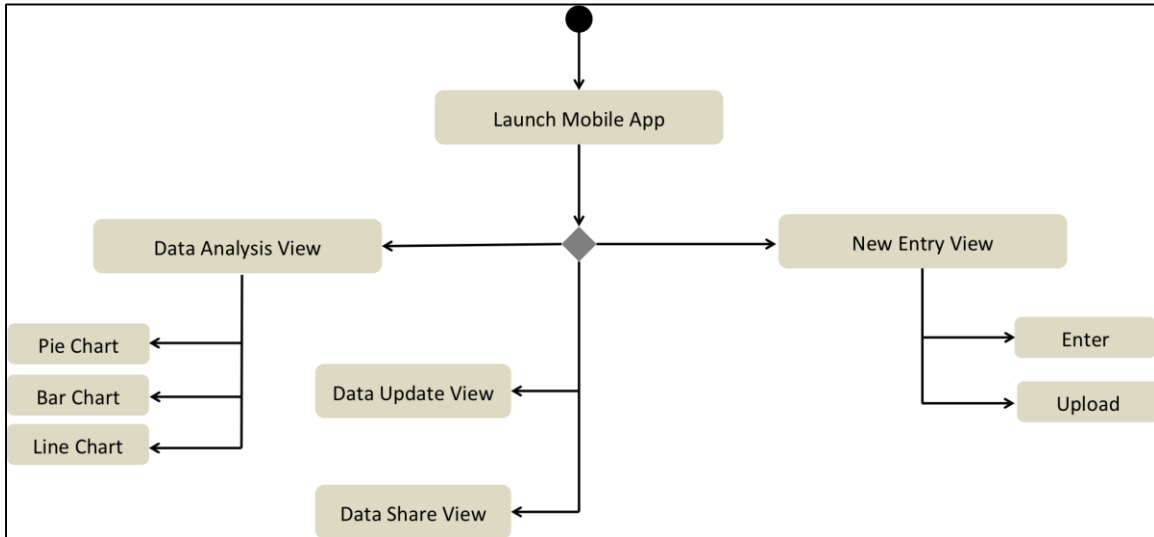 Launch Mobile App
Data Analysis View
New Entry View
Pie Chart
Bar Chart
Line Chart
Data Update View
Data Share View
Enter
Upload